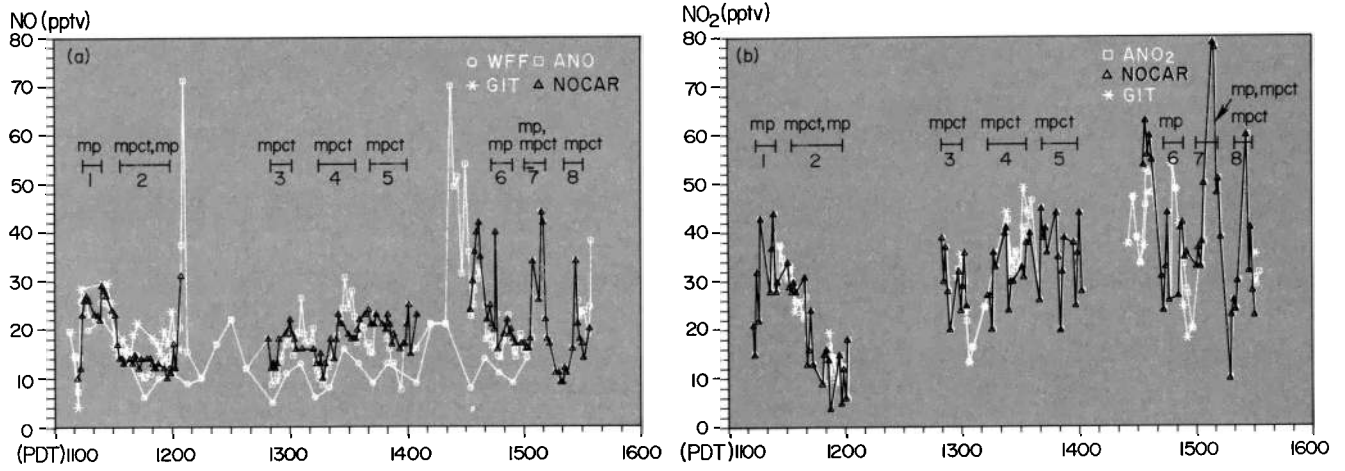 NO (pptv)
80
70
60
50
40
30
20
10
0
(a)
WFF ANO
GIT NOCAR
mp mpct, mp
1 2
mpct mpct mpct
3 4 5
mp mp, mpct mpct
6 7 8
(PDT) 1100 1200 1300 1400 1500 1600
NO2 (pptv)
80
70
60
50
40
30
20
10
0
(b)
ANO2
NOCAR
GIT
mp mpct, mp
1 2
mpct mpct mpct
3 4 5
mp mp, mpct
mpct
6 7 8
(PDT) 1100 1200 1300 1400 1500 1600